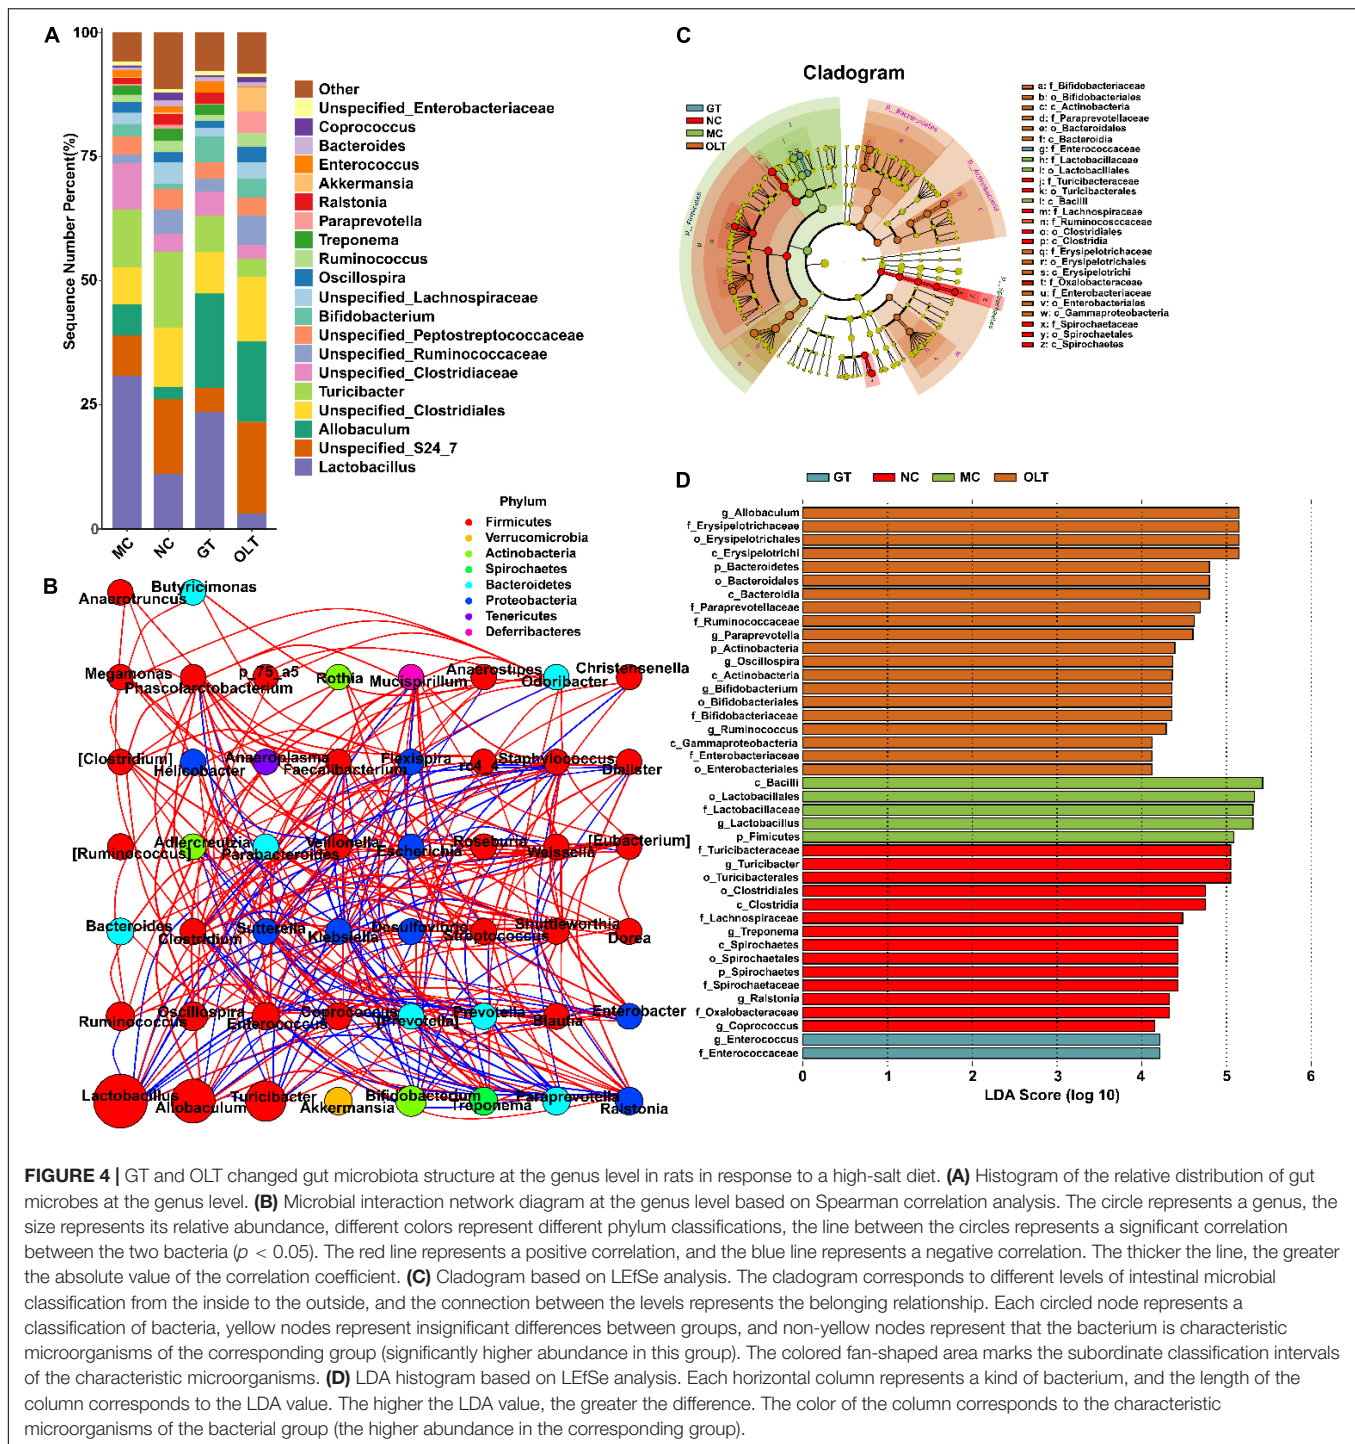 A
100
75
50
25
0
Sequence Number Percent(%)
MC
NC
GT
OLT
Other
Unspecified_Enterobacteriaceae
Coprococcus
Bacteroides
Enterococcus
Akkermansia
Ralstonia
Paraprevotella
Treponema
Ruminococcus
Oscillospira
Unspecified_Lachnospiraceae
Bifidobacterium
Unspecified_Peptostreptococcaceae
Unspecified_Ruminococcaceae
Unspecified_Clostridiaceae
Turicibacter
Unspecified_Clostridiales
Allobaculum
Unspecified_S24_7
Lactobacillus
Phylum
Firmicutes
Verrucomicrobia
Actinobacteria
Spirochaetes
Bacteroidetes
Proteobacteria
Tenericutes
Deferribacteres
B
Anaerotruncus
Butyricimonas
Megamonas
Phascolarctobacterium
p_75_a5
Rothia
Mucispirillum
Anaerostipes
Odoribacter
Christensenella
[Clostridium]
Helicobacter
Anaeroplasma
Faecalibacterium
Flexispira
rc4_4
Staphylococcus
Dialister
[Ruminococcus]
Adlercreutzia
Parabacteroides
Veillonella
Escherichia
Roseburia
Weissella
[Eubacterium]
Bacteroides
Clostridium
Sutterella
Klebsiella
Desulfovibrio
Streptococcus
Shuttleworthia
Dorea
Ruminococcus
Oscillospira
Enterococcus
Coprococcus
[Prevotella]
Prevotella
Blautia
Enterobacter
Lactobacillus
Allobaculum
Turicibacter
Akkermansia
Bifidobacterium
Treponema
Paraprevotella
Ralstonia
C
Cladogram
GT
NC
MC
OLT
p_Firmicutes
p_Bacteroidetes
p_Actinobacteria
p_Spirochaetes
a: f_Bifidobacteriaceae
b: o_Bifidobacteriales
c: c_Actinobacteria
d: f_Paraprevotellaceae
e: o_Bacteroidales
f: c_Bacteroidia
g: f_Enterococcaceae
h: f_Lactobacillaceae
i: o_Lactobacillales
j: f_Turicibacteraceae
k: o_Turicibacterales
l: c_Bacilli
m: f_Lachnospiraceae
n: f_Ruminococcaceae
o: o_Clostridiales
p: c_Clostridia
q: f_Erysipelotrichaceae
r: o_Erysipelotrichales
s: c_Erysipelotrichi
t: f_Oxalobacteraceae
u: f_Enterobacteriaceae
v: o_Enterobacteriales
w: c_Gammaproteobacteria
x: f_Spirochaetaceae
y: o_Spirochaetales
z: c_Spirochaetes
D
GT NC MC OLT
g_Allobaculum
f_Erysipelotrichaceae
o_Erysipelotrichales
c_Erysipelotrichi
p_Bacteroidetes
o_Bacteroidales
c_Bacteroidia
f_Paraprevotellaceae
f_Ruminococcaceae
g_Paraprevotella
p_Actinobacteria
g_Oscillospira
c_Actinobacteria
g_Bifidobacterium
o_Bifidobacteriales
f_Bifidobacteriaceae
g_Ruminococcus
c_Gammaproteobacteria
f_Enterobacteriaceae
o_Enterobacteriales
c_Bacilli
o_Lactobacillales
f_Lactobacillaceae
g_Lactobacillus
p_Fimicutes
f_Turicibacteraceae
g_Turicibacter
o_Turicibacterales
o_Clostridiales
c_Clostridia
f_Lachnospiraceae
g_Treponema
c_Spirochaetes
o_Spirochaetales
p_Spirochaetes
f_Spirochaetaceae
g_Ralstonia
f_Oxalobacteraceae
g_Coprococcus
g_Enterococcus
f_Enterococcaceae
0 1 2 3 4 5 6
LDA Score (log 10)
FIGURE 4 | GT and OLT changed gut microbiota structure at the genus level in rats in response to a high-salt diet. (A) Histogram of the relative distribution of gut
microbes at the genus level. (B) Microbial interaction network diagram at the genus level based on Spearman correlation analysis. The circle represents a genus, the
size represents its relative abundance, different colors represent different phylum classifications, the line between the circles represents a significant correlation
between the two bacteria (p < 0.05). The red line represents a positive correlation, and the blue line represents a negative correlation. The thicker the line, the greater
the absolute value of the correlation coefficient. (C) Cladogram based on LEfSe analysis. The cladogram corresponds to different levels of intestinal microbial
classification from the inside to the outside, and the connection between the levels represents the belonging relationship. Each circled node represents a
classification of bacteria, yellow nodes represent insignificant differences between groups, and non-yellow nodes represent that the bacterium is characteristic
microorganisms of the corresponding group (significantly higher abundance in this group). The colored fan-shaped area marks the subordinate classification intervals
of the characteristic microorganisms. (D) LDA histogram based on LEfSe analysis. Each horizontal column represents a kind of bacterium, and the length of the
column corresponds to the LDA value. The higher the LDA value, the greater the difference. The color of the column corresponds to the characteristic
microorganisms of the bacterial group (the higher abundance in the corresponding group).